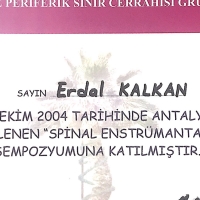 PERİFERİK SİNİR CERRAHİSİ GRU
SAYIN Erdal KALKAN
EKİM 2004 TARİHİNDE ANTALY
LENEN “SPİNAL ENSTRÜMANTA
SEMPOZYUMUNA KATILMIŞTIR.